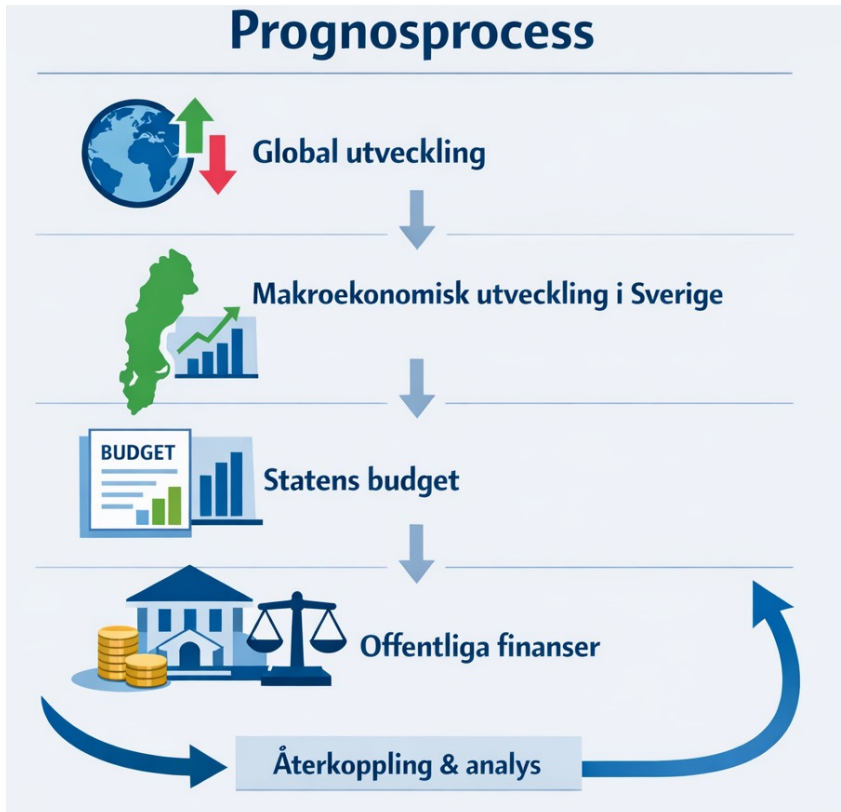 Prognosprocess
Global utveckling
Makroekonomisk utveckling i Sverige
BUDGET
Statens budget
Offentliga finanser
Återkoppling & analys